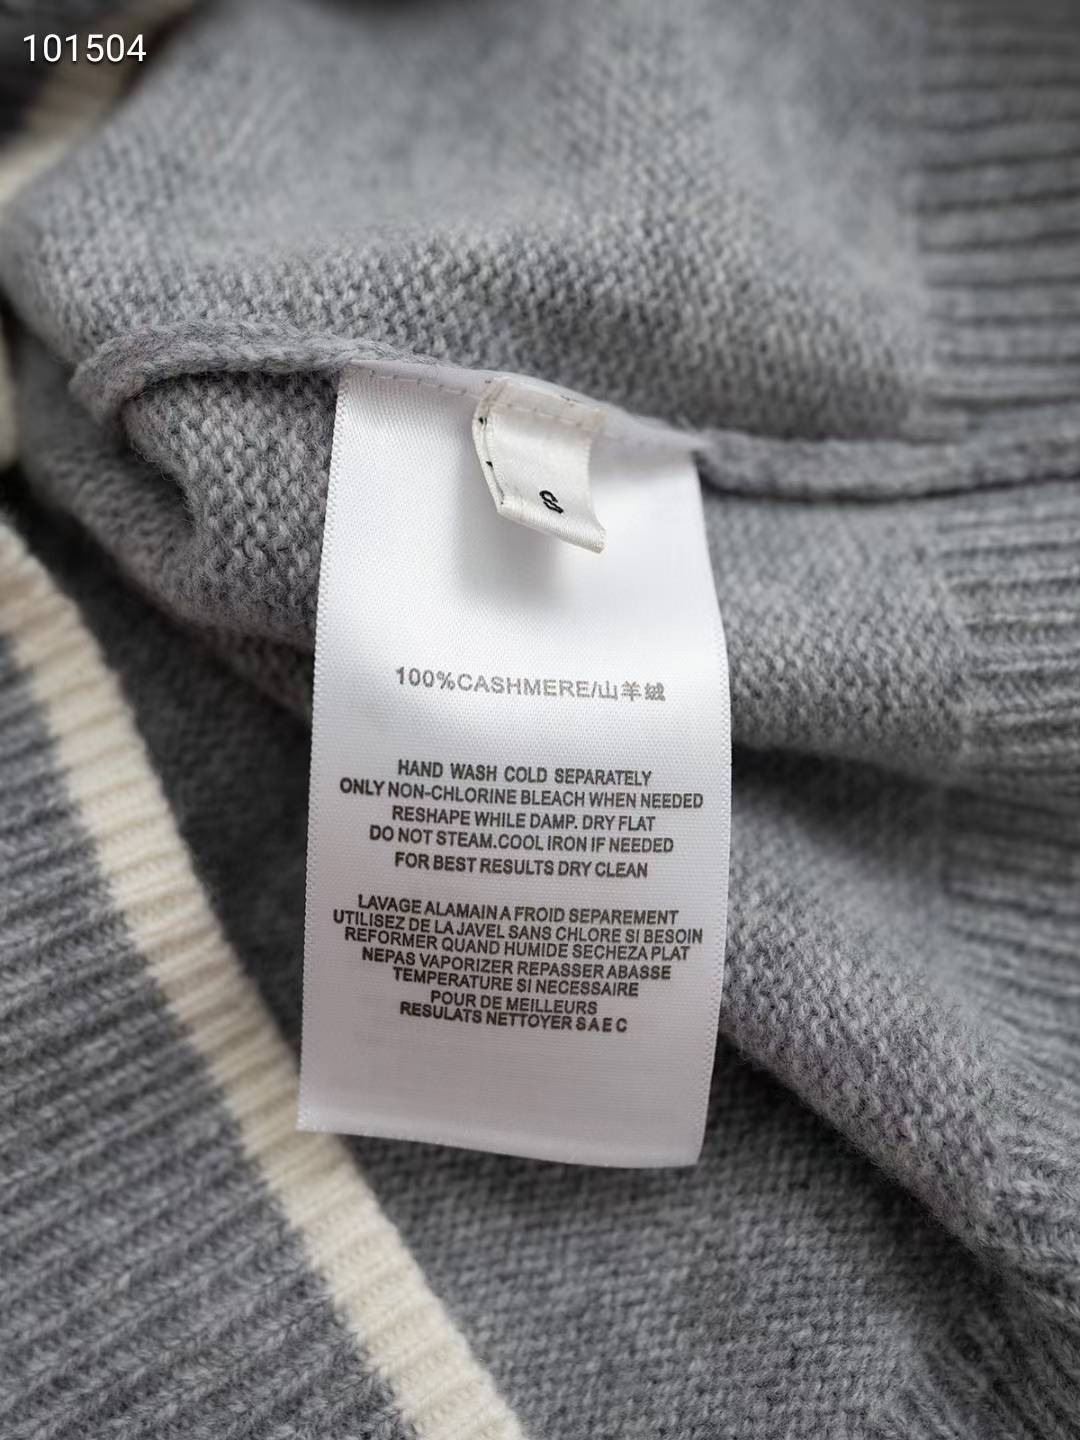 101504
100%CASHMERE/山羊绒
HAND WASH COLD SEPARATELY
ONLY NON-CHLORINE BLEACH WHEN NEEDED
RESHAPE WHILE DAMP. DRY FLAT
DO NOT STEAM.COOL IRON IF NEEDED
FOR BEST RESULTS DRY CLEAN
LAVAGE ALAMAIN A FROID SEPAREMENT
UTILISEZ DE LA JAVEL SANS CHLORE SI BESOIN
REFORMER QUAND HUMIDE SECHEZA PLAT
NEPAS VAPORIZER REPASSER ABASSE
TEMPERATURE SI NECESSAIRE
POUR DE MEILLEURS
RESULATS NETTOYER S A E C